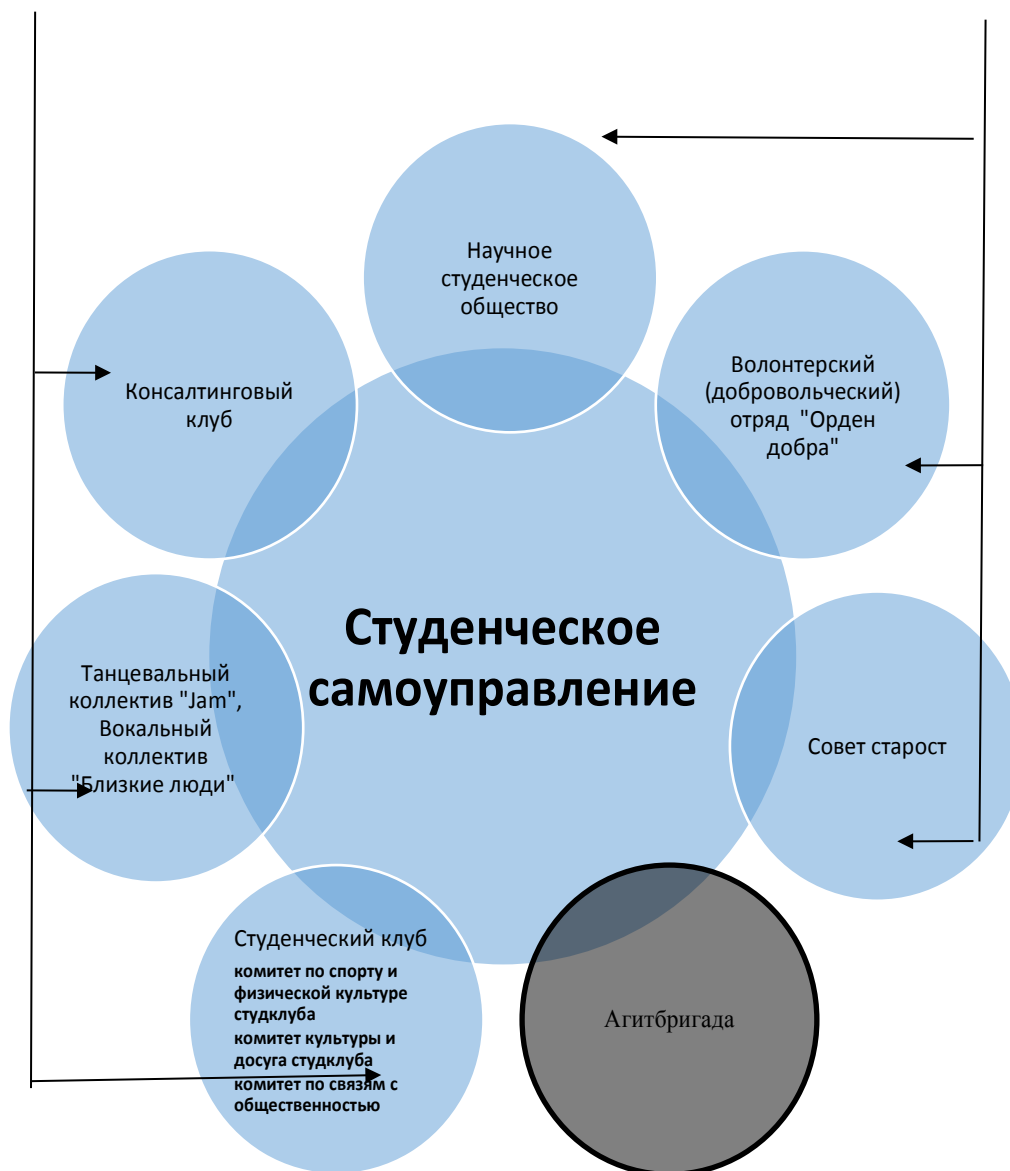 Научное
студенческое
общество
Консалтинговый
клуб
Волонтерский
(добровольческий)
отряд "Орден
добра"
Студенческое
самоуправление
Танцевальный
коллектив "Jam",
Вокальный
коллектив
"Близкие люди"
Совет старост
Студенческий клуб
комитет по спорту и
физической культуре
студклуба
комитет культуры и
досуга студклуба
комитет по связям с
общественностью
Агитбригада